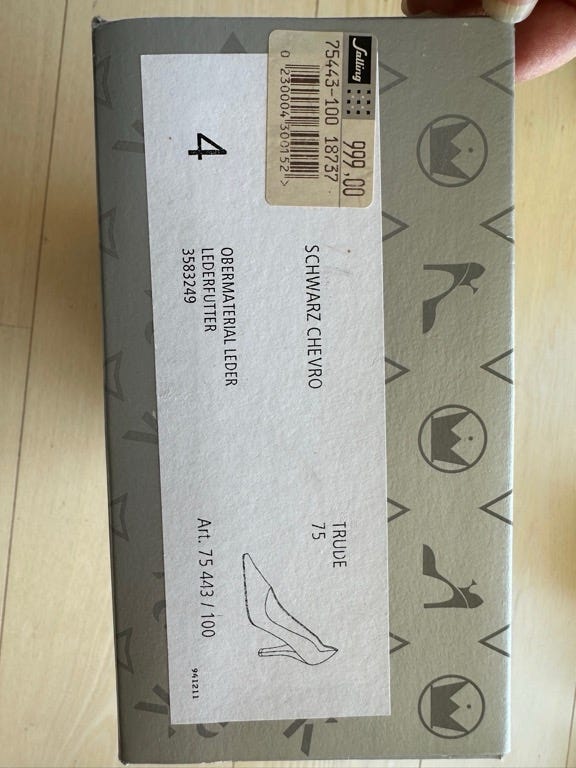 Salling
999,00
75443-100 18737
0 230004 300152 >
4
SCHWARZ CHEVRO
OBERMATERIAL LEDER
LEDERFUTTER
3583249
TRUDE
75
Art. 75 443 / 100
941211